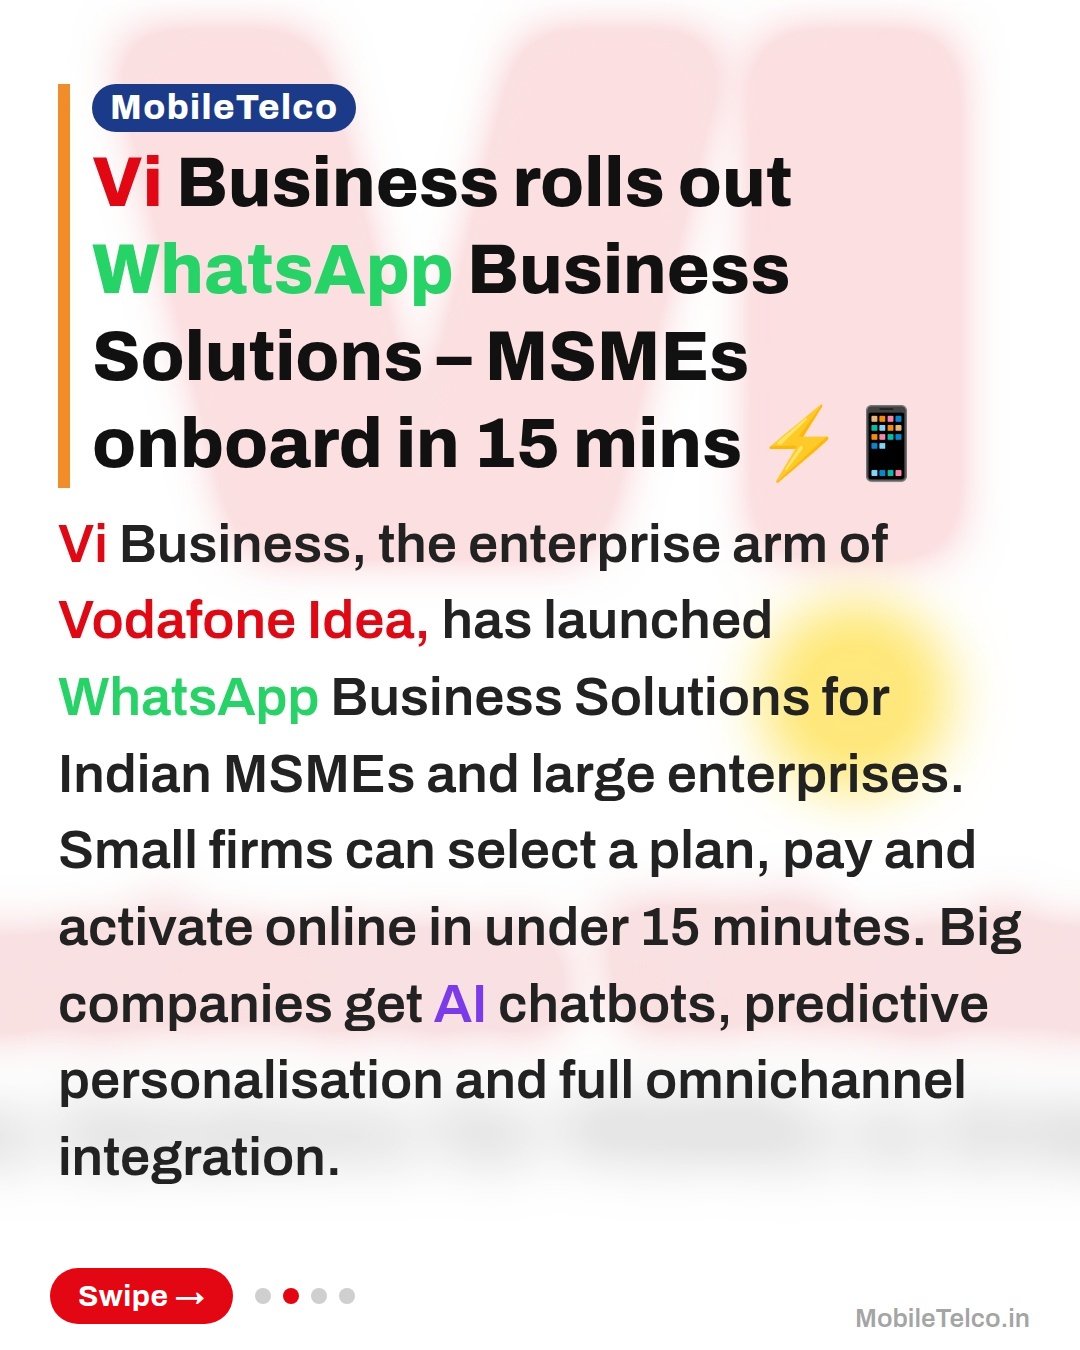 MobileTelco
Vi Business rolls out
WhatsApp Business
Solutions – MSMEs
onboard in 15 mins ⚡ 📱
Vi Business, the enterprise arm of
Vodafone Idea, has launched
WhatsApp Business Solutions for
Indian MSMEs and large enterprises.
Small firms can select a plan, pay and
activate online in under 15 minutes. Big
companies get AI chatbots, predictive
personalisation and full omnichannel
integration.
Swipe →
MobileTelco.in